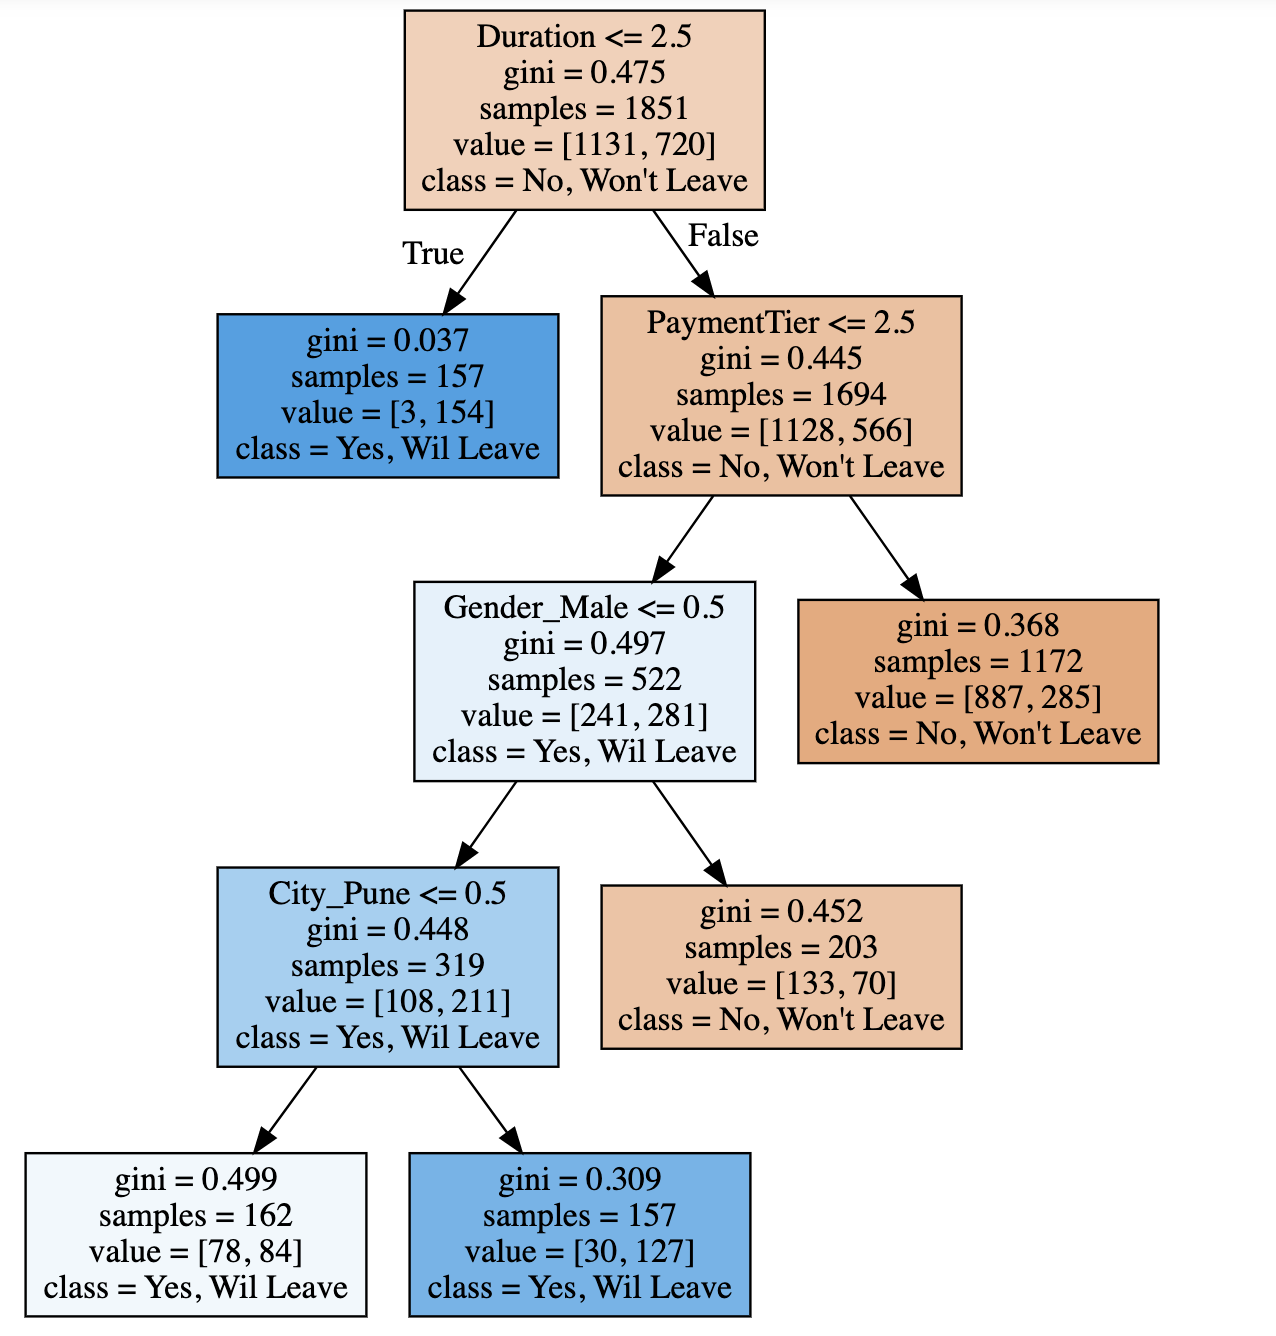 Duration <= 2.5
gini = 0.475
samples = 1851
value = [1131, 720]
class = No, Won't Leave
True
False
gini = 0.037
samples = 157
value = [3, 154]
class = Yes, Wil Leave
PaymentTier <= 2.5
gini = 0.445
samples = 1694
value = [1128, 566]
class = No, Won't Leave
Gender_Male <= 0.5
gini = 0.497
samples = 522
value = [241, 281]
class = Yes, Wil Leave
gini = 0.368
samples = 1172
value = [887, 285]
class = No, Won't Leave
City_Pune <= 0.5
gini = 0.448
samples = 319
value = [108, 211]
class = Yes, Wil Leave
gini = 0.452
samples = 203
value = [133, 70]
class = No, Won't Leave
gini = 0.499
samples = 162
value = [78, 84]
class = Yes, Wil Leave
gini = 0.309
samples = 157
value = [30, 127]
class = Yes, Wil Leave